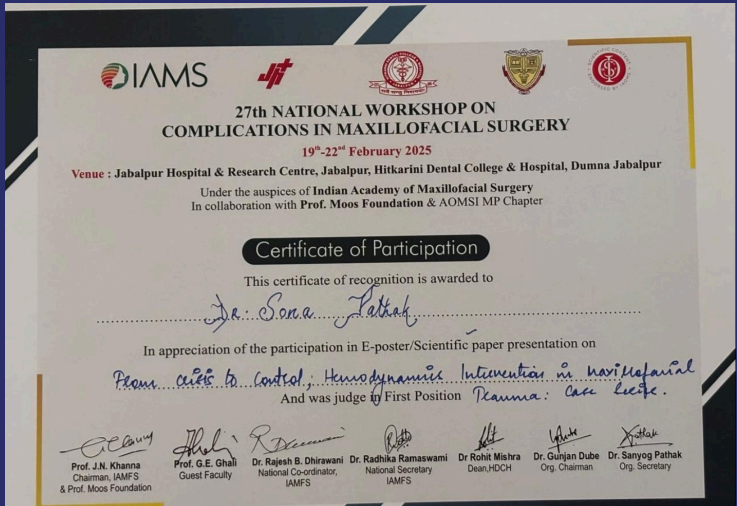 IAMS
27th NATIONAL WORKSHOP ON
COMPLICATIONS IN MAXILLOFACIAL SURGERY
19th-22nd February 2025
Venue : Jabalpur Hospital & Research Centre, Jabalpur, Hitkarini Dental College & Hospital, Dumna Jabalpur
Under the auspices of Indian Academy of Maxillofacial Surgery
In collaboration with Prof. Moos Foundation & AOMSI MP Chapter
Certificate of Participation
This certificate of recognition is awarded to
Dr. Sona Pathak
In appreciation of the participation in E-poster/Scientific paper presentation on
From crisis to Control; Hemodynamics Intervention in maxillofacial
And was judge in First Position Trauma: Case Series.
Prof. J.N. Khanna
Chairman, IAMFS
& Prof. Moos Foundation
Prof. G.E. Ghali
Guest Faculty
Dr. Rajesh B. Dhirawani
National Co-ordinator,
IAMFS
Dr. Radhika Ramaswami
National Secretary
IAMFS
Dr Rohit Mishra
Dean,HDCH
Dr. Gunjan Dube
Org. Chairman
Dr. Sanyog Pathak
Org. Secretary